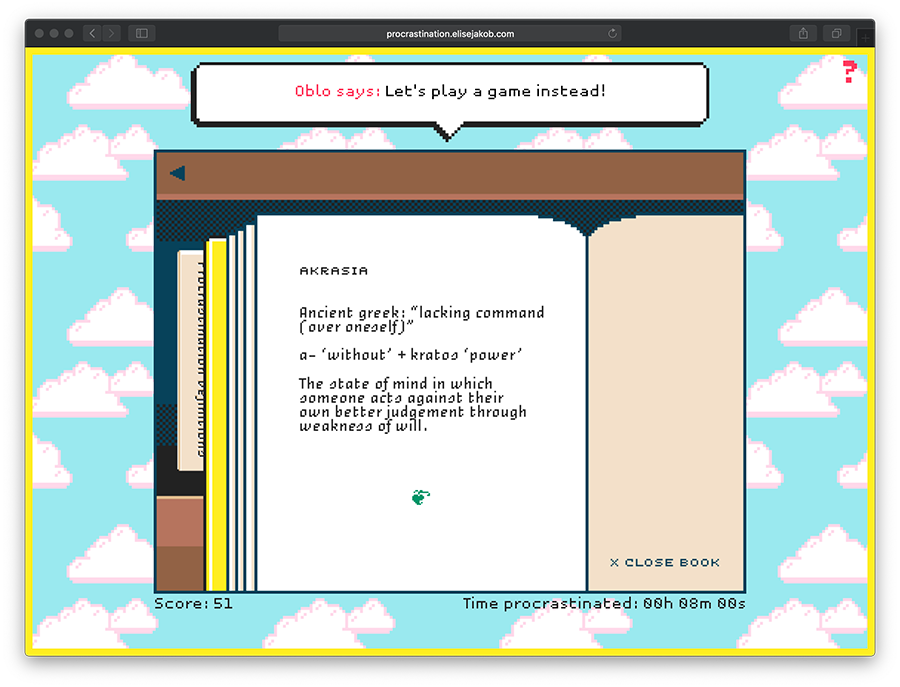 procrastination.elisejakob.com
?
Oblo says: Let's play a game instead!
AKRASIA
Ancient greek: “lacking command
(over oneself)”
a- ‘without’ + kratos ‘power’
The state of mind in which
someone acts against their
own better judgement through
weakness of will.
X CLOSE BOOK
Score: 51
Time procrastinated: 00h 08m 00s